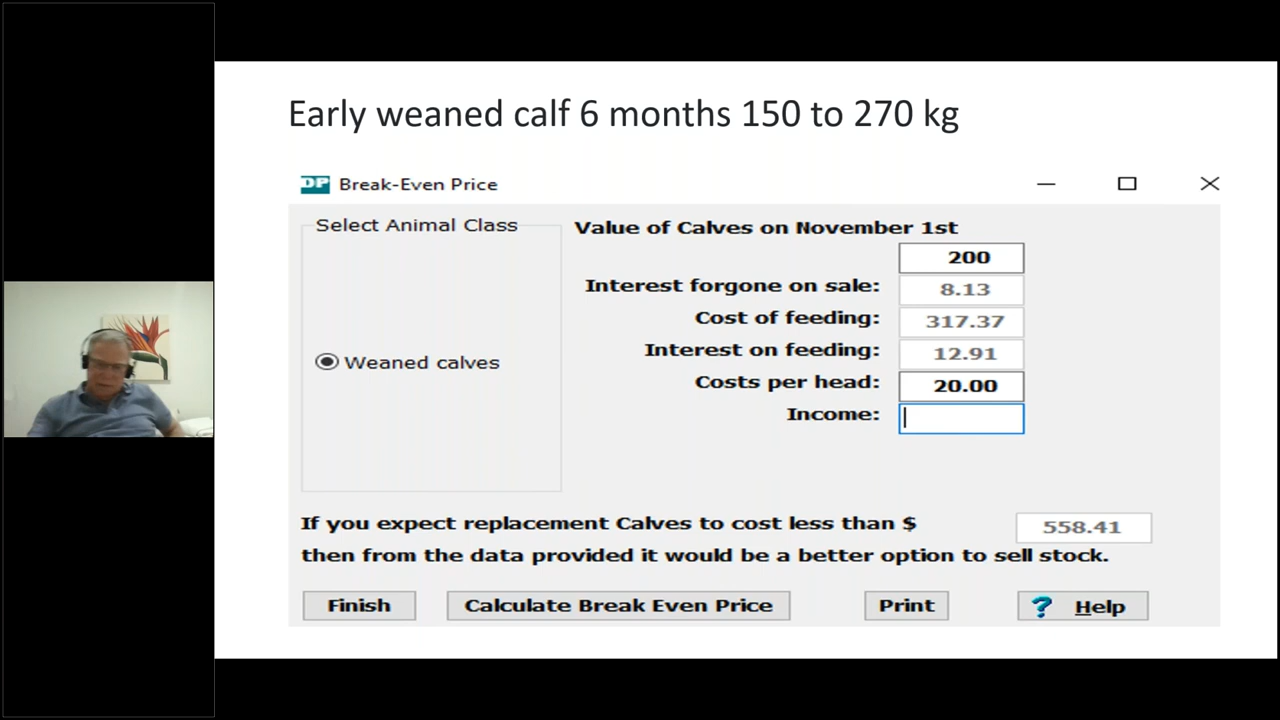 Early weaned calf 6 months 150 to 270 kg
DP Break-Even Price
Select Animal Class
Weaned calves
Value of Calves on November 1st
200
Interest forgone on sale: 8.13
Cost of feeding: 317.37
Interest on feeding: 12.91
Costs per head: 20.00
Income:
If you expect replacement Calves to cost less than $ 558.41
then from the data provided it would be a better option to sell stock.
Finish Calculate Break Even Price Print ? Help